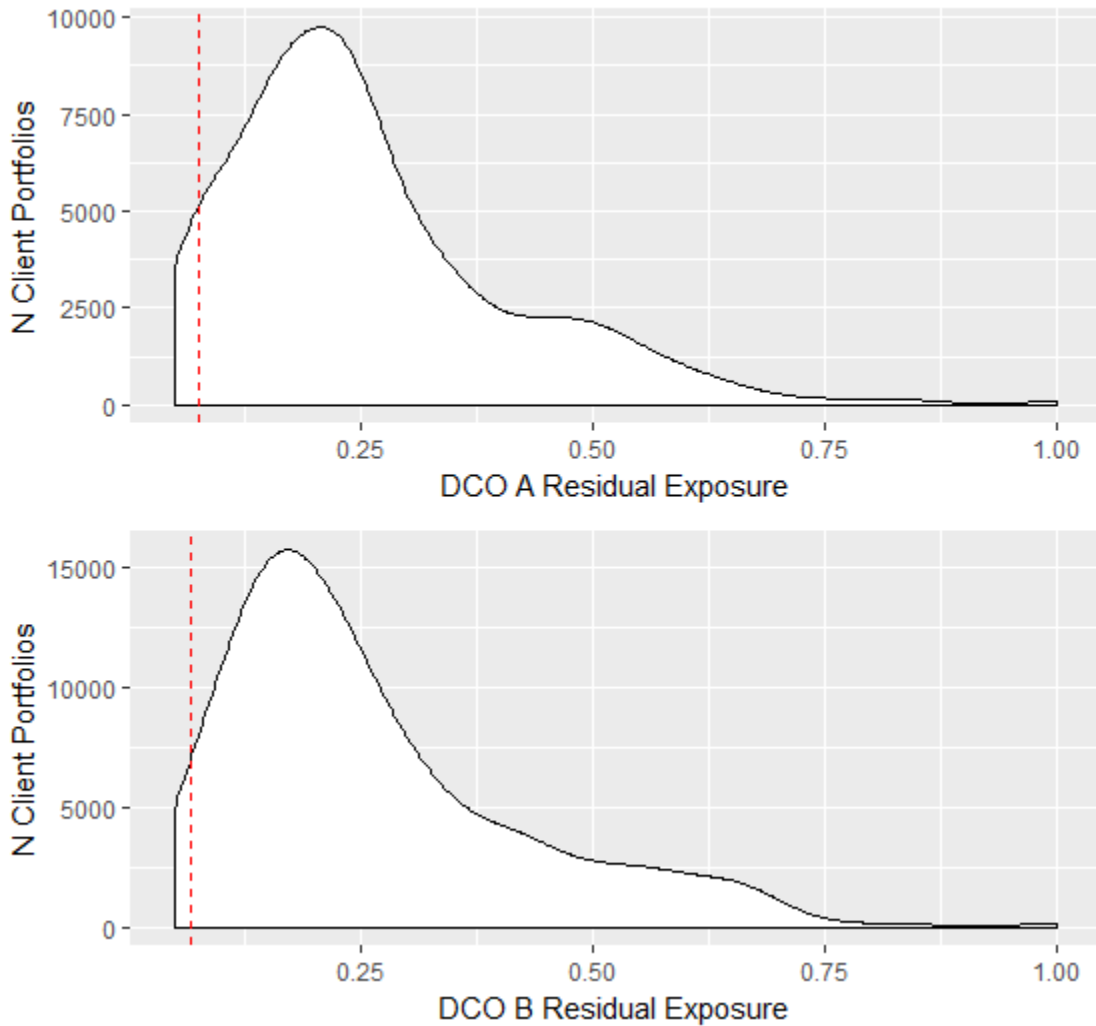 10000
7500
5000
2500
0
N Client Portfolios
0.25 0.50 0.75 1.00
DCO A Residual Exposure
15000
10000
5000
0
N Client Portfolios
0.25 0.50 0.75 1.00
DCO B Residual Exposure